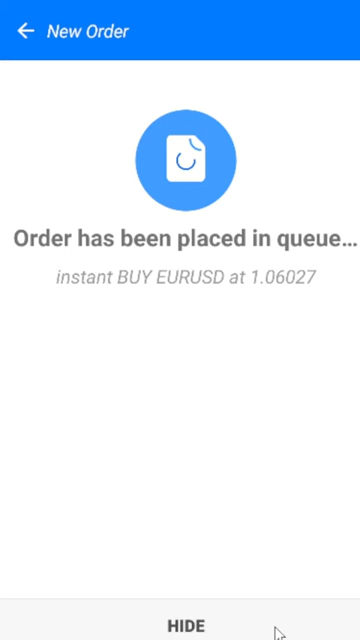 New Order
Order has been placed in queue...
instant BUY EURUSD at 1.06027
HIDE